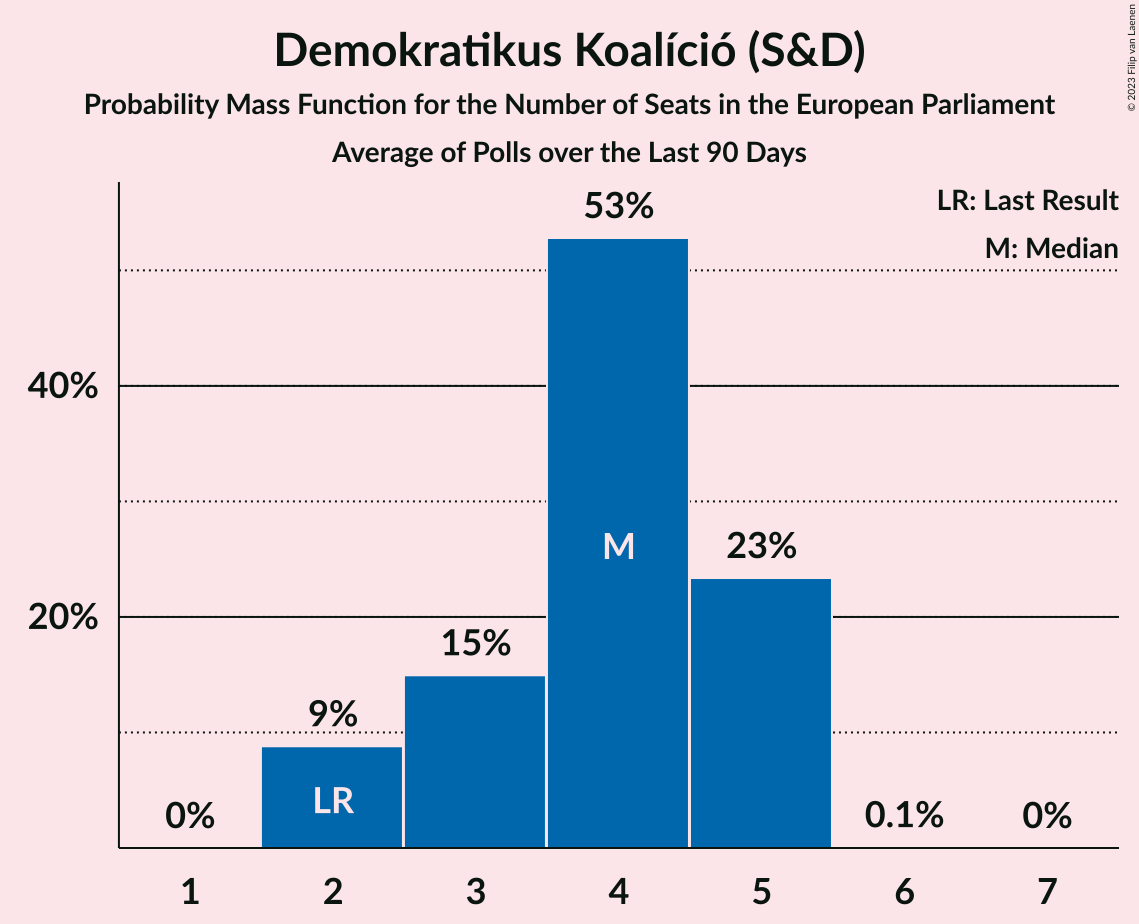 Demokratikus Koalíció (S&D)
Probability Mass Function for the Number of Seats in the European Parliament
Average of Polls over the Last 90 Days
© 2023 Filip van Laenen
LR: Last Result
M: Median
53%
40%
M
23%
20%
15%
9%
LR
0%
0.1%
0%
1 2 3 4 5 6 7